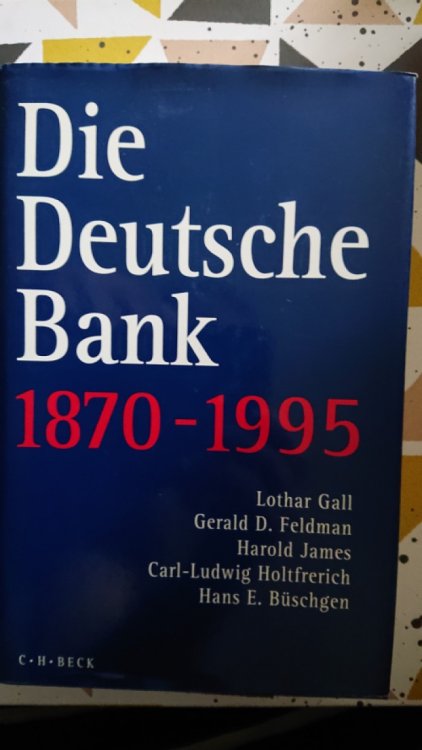 Die
Deutsche
Bank
1870-1995
Lothar Gall
Gerald D. Feldman
Harold James
Carl-Ludwig Holtfrerich
Hans E. Büschgen
C·H·BECK